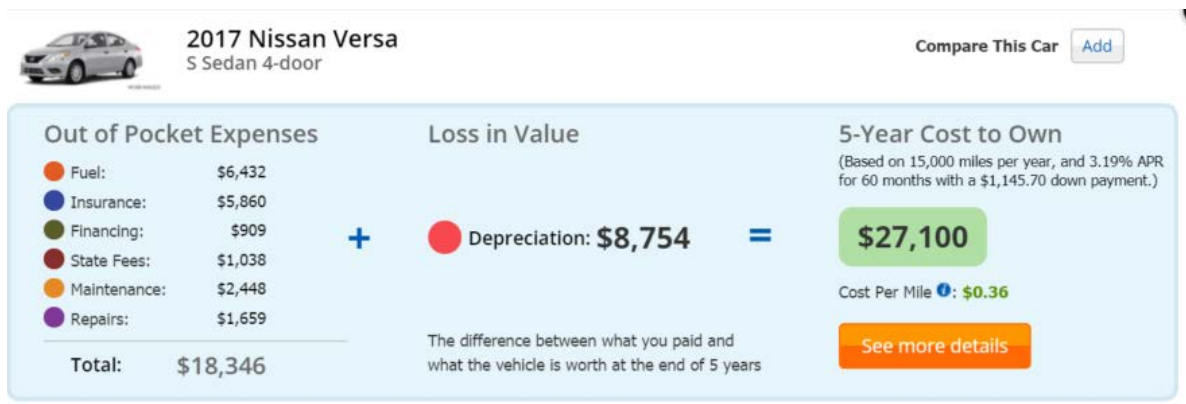 2017 Nissan Versa
S Sedan 4-door
Compare This Car Add
Out of Pocket Expenses
Fuel: $6,432
Insurance: $5,860
Financing: $909
State Fees: $1,038
Maintenance: $2,448
Repairs: $1,659
Total: $18,346
+
Loss in Value
Depreciation: $8,754
The difference between what you paid and
what the vehicle is worth at the end of 5 years
=
5-Year Cost to Own
(Based on 15,000 miles per year, and 3.19% APR
for 60 months with a $1,145.70 down payment.)
$27,100
Cost Per Mile i: $0.36
See more details